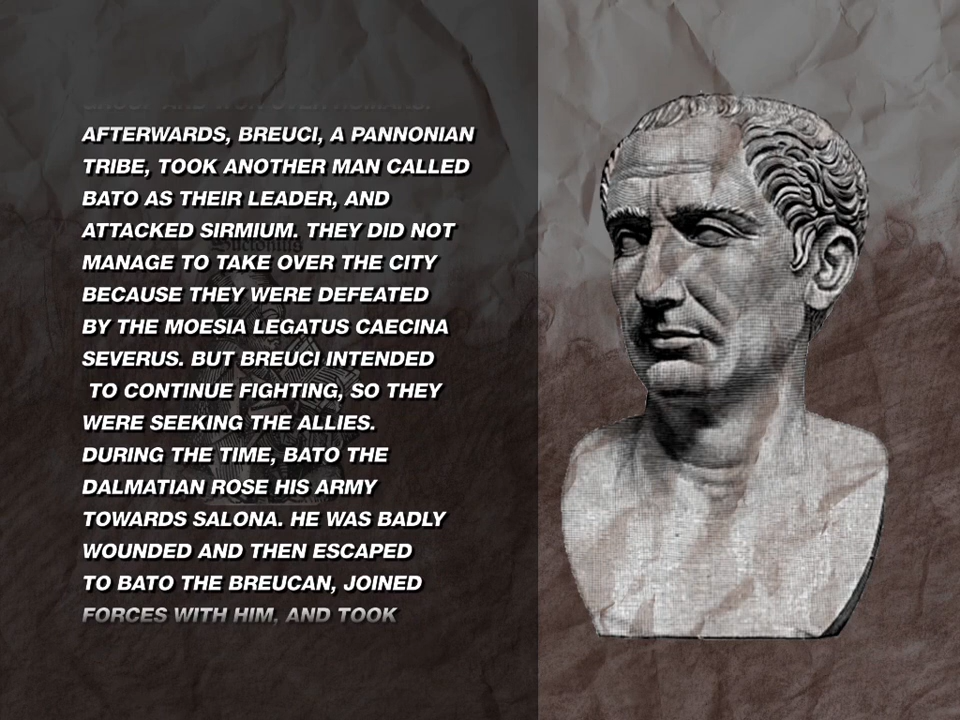 AFTERWARDS, BREUCI, A PANNONIAN
TRIBE, TOOK ANOTHER MAN CALLED
BATO AS THEIR LEADER, AND
ATTACKED SIRMIUM. THEY DID NOT
MANAGE TO TAKE OVER THE CITY
BECAUSE THEY WERE DEFEATED
BY THE MOESIA LEGATUS CAECINA
SEVERUS. BUT BREUCI INTENDED
TO CONTINUE FIGHTING, SO THEY
WERE SEEKING THE ALLIES.
DURING THE TIME, BATO THE
DALMATIAN ROSE HIS ARMY
TOWARDS SALONA. HE WAS BADLY
WOUNDED AND THEN ESCAPED
TO BATO THE BREUCAN, JOINED
FORCES WITH HIM, AND TOOK